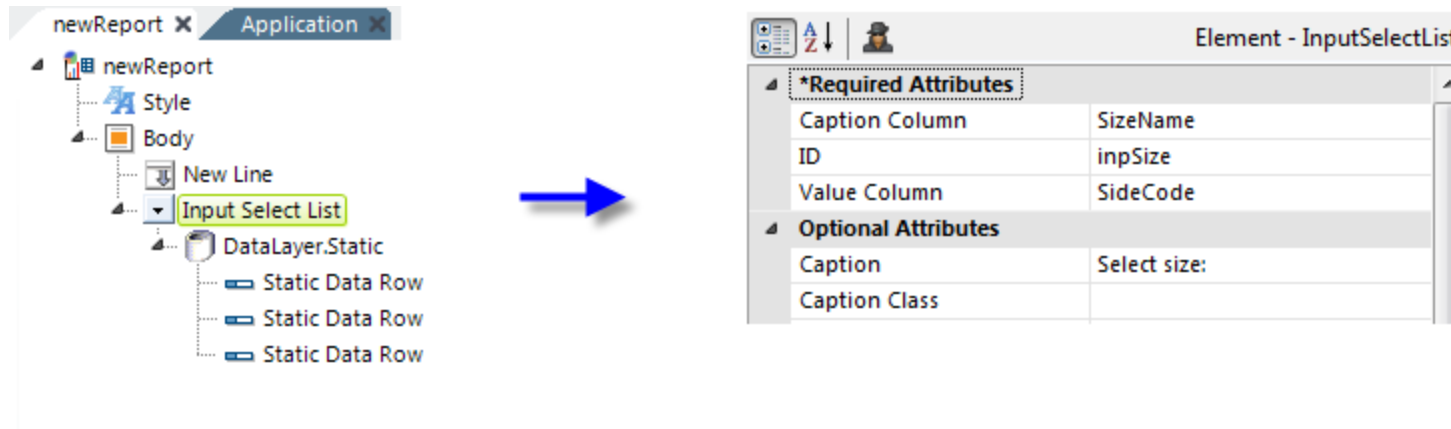 newReport
Application
newReport
Style
Body
New Line
Input Select List
DataLayer.Static
Static Data Row
Static Data Row
Static Data Row
Element - InputSelectList
*Required Attributes
Caption Column SizeName
ID inpSize
Value Column SideCode
Optional Attributes
Caption Select size:
Caption Class